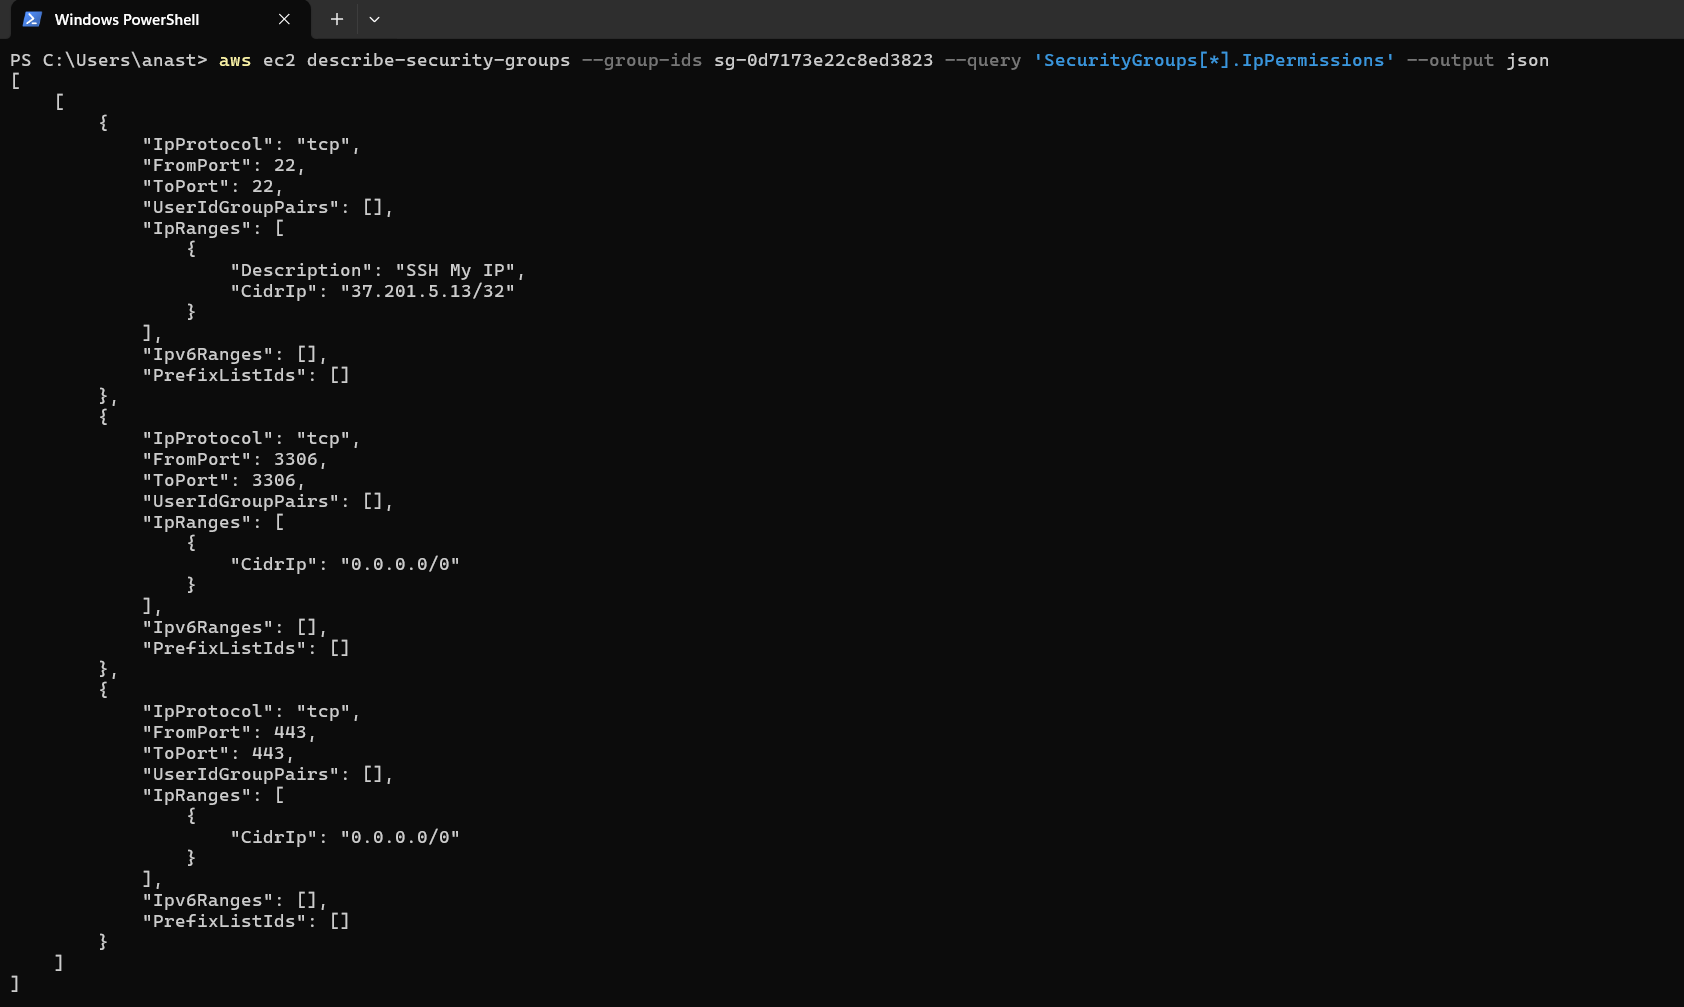 Windows PowerShell
PS C:\Users\anast> aws ec2 describe-security-groups --group-ids sg-0d7173e22c8ed3823 --query 'SecurityGroups[*].IpPermissions' --output json
[
    [
        {
            "IpProtocol": "tcp",
            "FromPort": 22,
            "ToPort": 22,
            "UserIdGroupPairs": [],
            "IpRanges": [
                {
                    "Description": "SSH My IP",
                    "CidrIp": "37.201.5.13/32"
                }
            ],
            "Ipv6Ranges": [],
            "PrefixListIds": []
        },
        {
            "IpProtocol": "tcp",
            "FromPort": 3306,
            "ToPort": 3306,
            "UserIdGroupPairs": [],
            "IpRanges": [
                {
                    "CidrIp": "0.0.0.0/0"
                }
            ],
            "Ipv6Ranges": [],
            "PrefixListIds": []
        },
        {
            "IpProtocol": "tcp",
            "FromPort": 443,
            "ToPort": 443,
            "UserIdGroupPairs": [],
            "IpRanges": [
                {
                    "CidrIp": "0.0.0.0/0"
                }
            ],
            "Ipv6Ranges": [],
            "PrefixListIds": []
        }
    ]
]